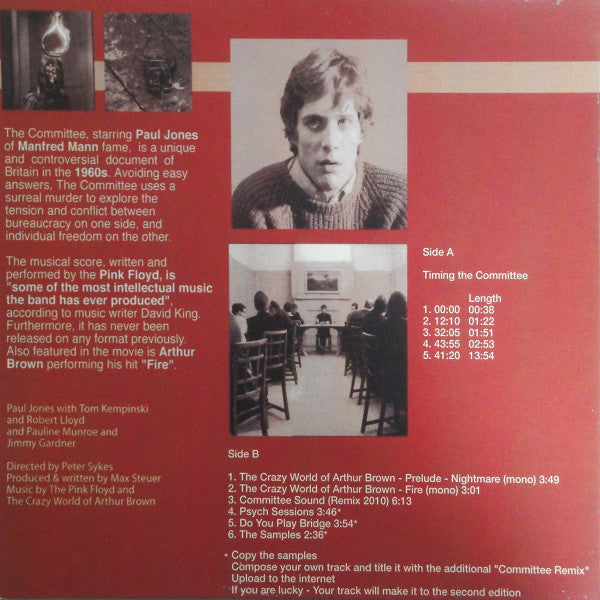 The Committee, starring Paul Jones
of Manfred Mann fame, is a unique
and controversial document of
Britain in the 1960s. Avoiding easy
answers, The Committee uses a
surreal murder to explore the
tension and conflict between
bureaucracy on one side, and
individual freedom on the other.
The musical score, written and
performed by the Pink Floyd, is
"some of the most intellectual music
the band has ever produced",
according to music writer David King.
Furthermore, it has never been
released on any format previously.
Also featured in the movie is Arthur
Brown performing his hit "Fire".
Paul Jones with Tom Kempinski
and Robert Lloyd
and Pauline Munroe and
Jimmy Gardner
Directed by Peter Sykes
Produced & written by Max Steuer
Music by The Pink Floyd and
The Crazy World of Arthur Brown
Side A
Timing the Committee
Length
1. 00:00 00:38
2. 12:10 01:22
3. 32:05 01:51
4. 43:55 02:53
5. 41:20 13:54
Side B
1. The Crazy World of Arthur Brown - Prelude - Nightmare (mono) 3:49
2. The Crazy World of Arthur Brown - Fire (mono) 3:01
3. Committee Sound (Remix 2010) 6:13
4. Psych Sessions 3:46*
5. Do You Play Bridge 3:54*
6. The Samples 2:36*
* Copy the samples
Compose your own track and title it with the additional "Committee Remix"
Upload to the internet
If you are lucky - Your track will make it to the second edition